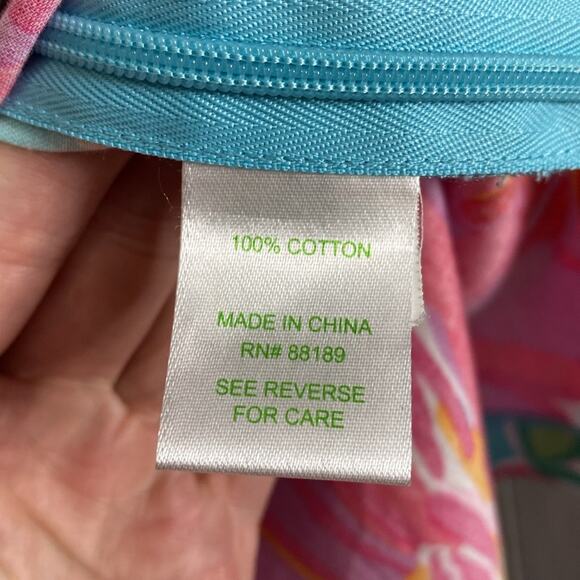 100% COTTON
MADE IN CHINA
RN# 88189
SEE REVERSE
FOR CARE